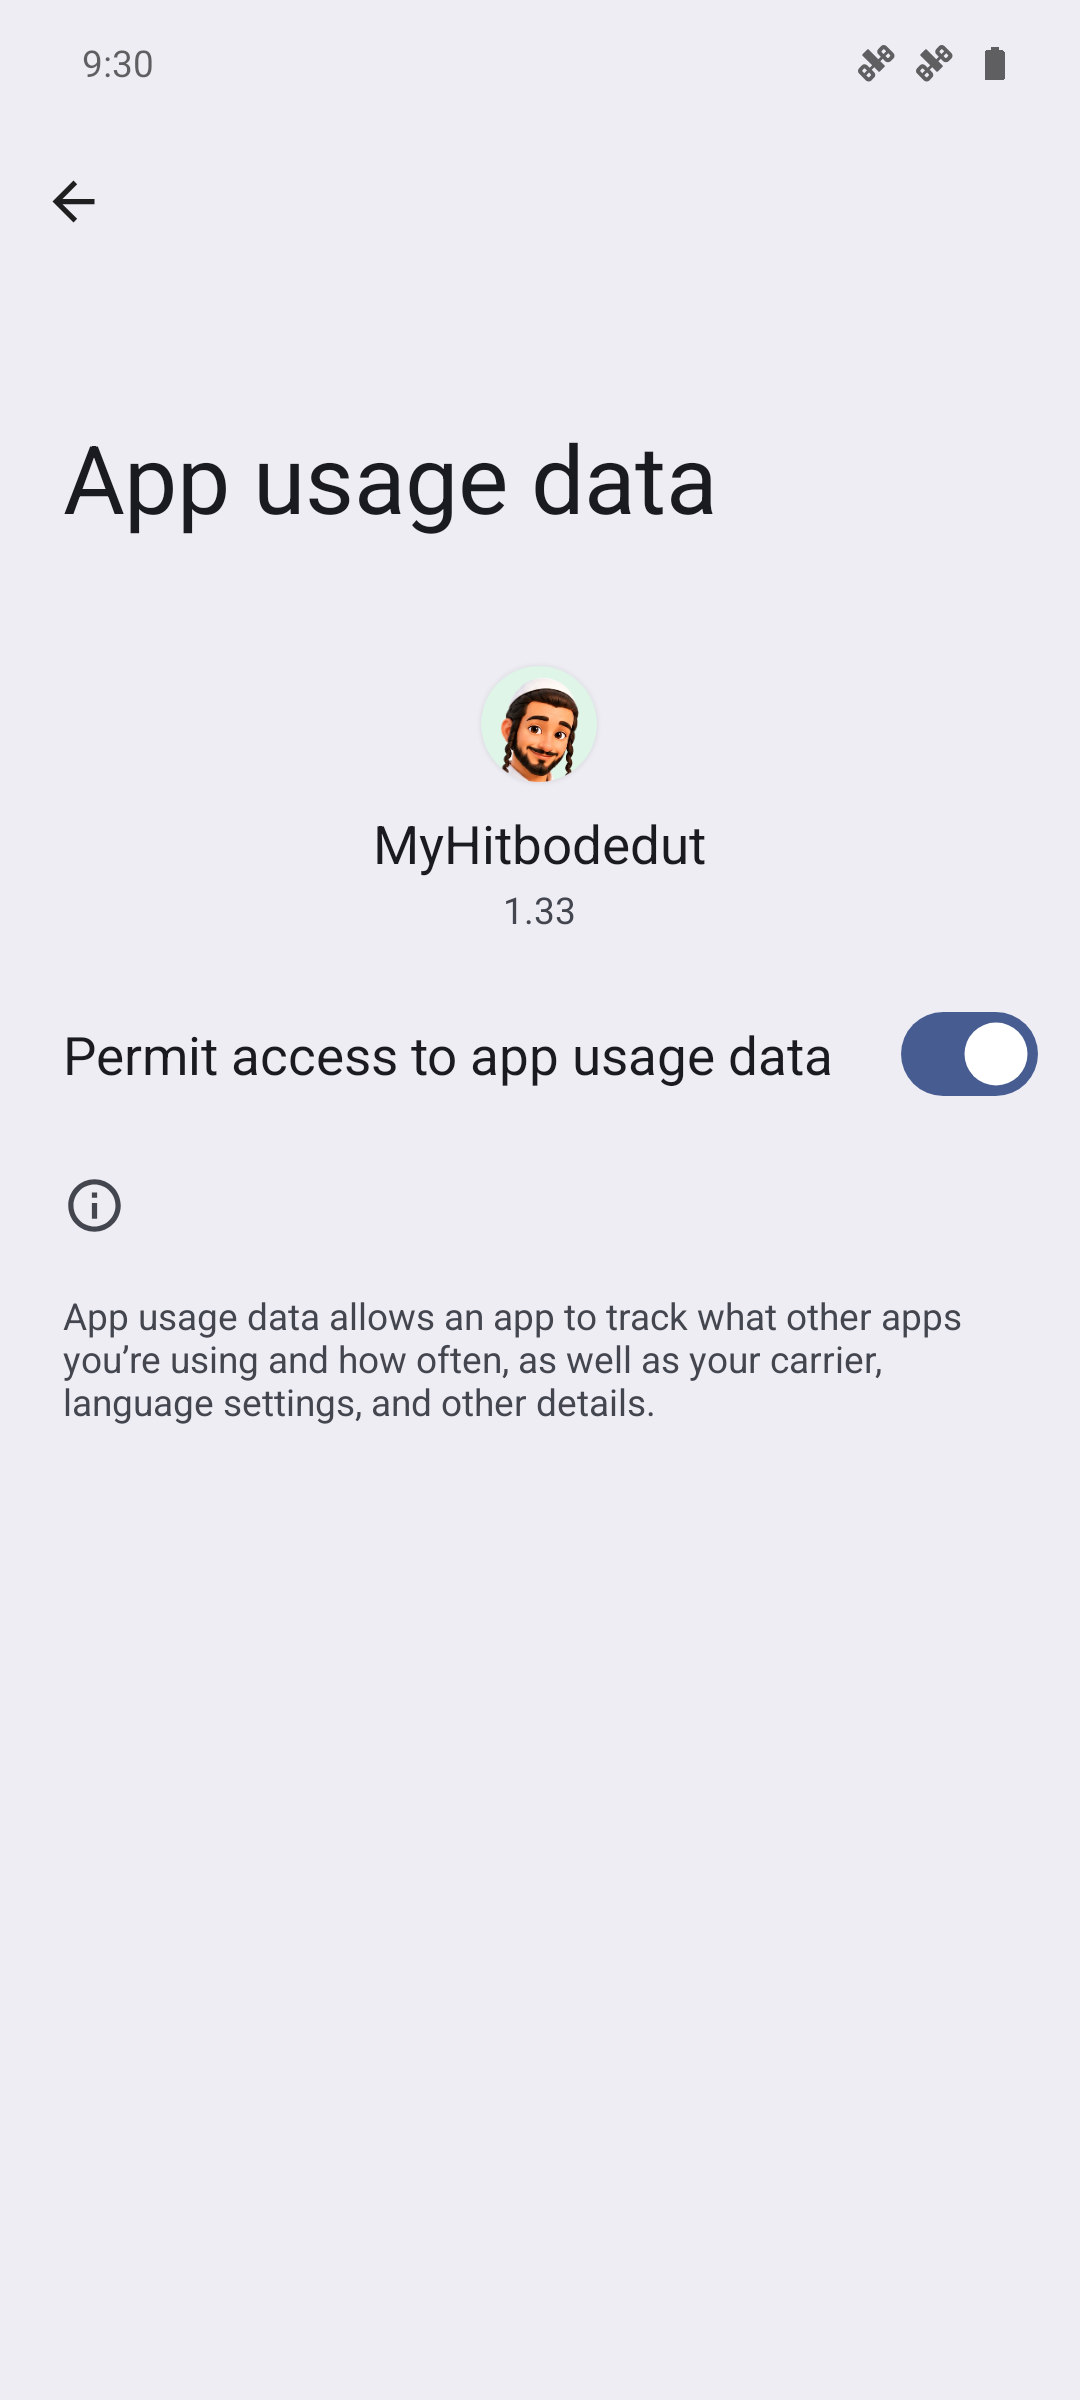 9:30
App usage data
MyHitbodedut
1.33
Permit access to app usage data
App usage data allows an app to track what other apps
you’re using and how often, as well as your carrier,
language settings, and other details.